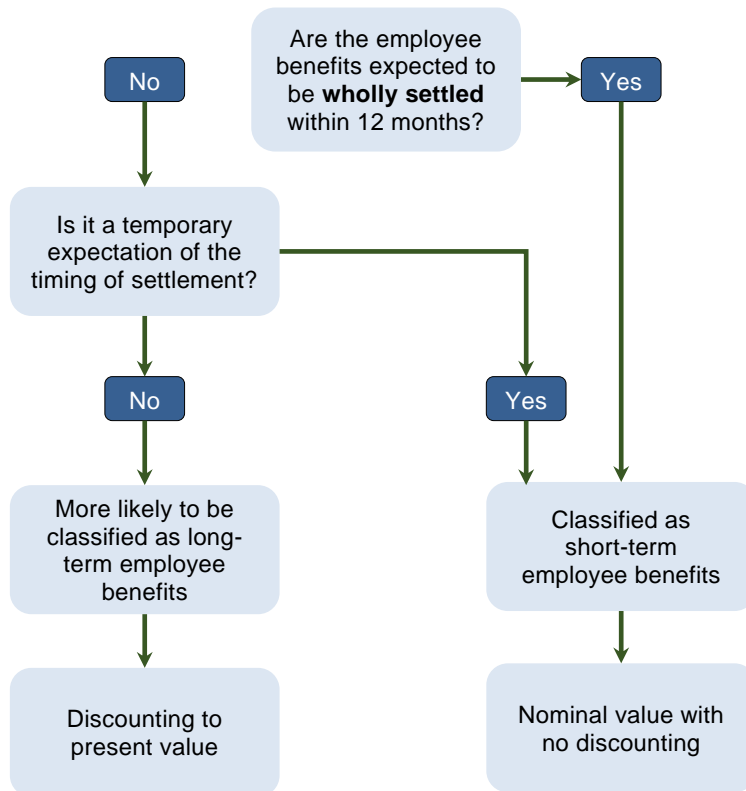 Are the employee
benefits expected to
be wholly settled
within 12 months?
No
Yes
Is it a temporary
expectation of the
timing of settlement?
No
Yes
More likely to be
classified as long-
term employee
benefits
Classified as
short-term
employee benefits
Discounting to
present value
Nominal value with
no discounting